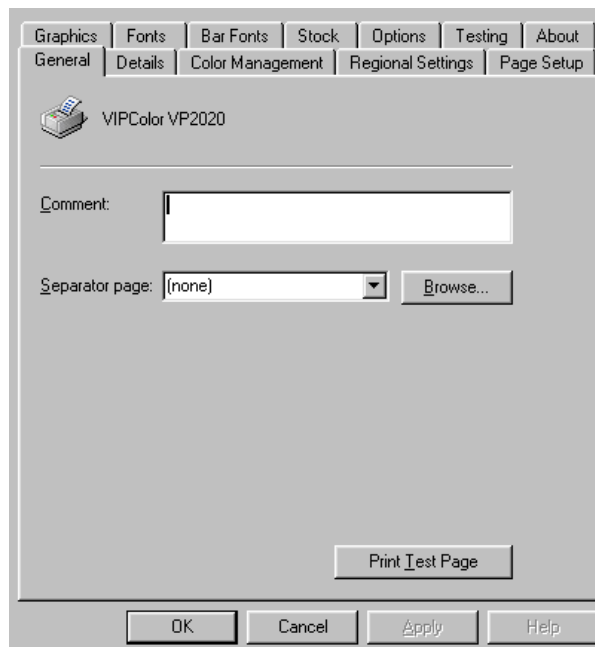 Graphics Fonts Bar Fonts Stock Options Testing About
General Details Color Management Regional Settings Page Setup
VIPColor VP2020
Comment:
Separator page: (none) Browse...
Print Test Page
OK Cancel Apply Help